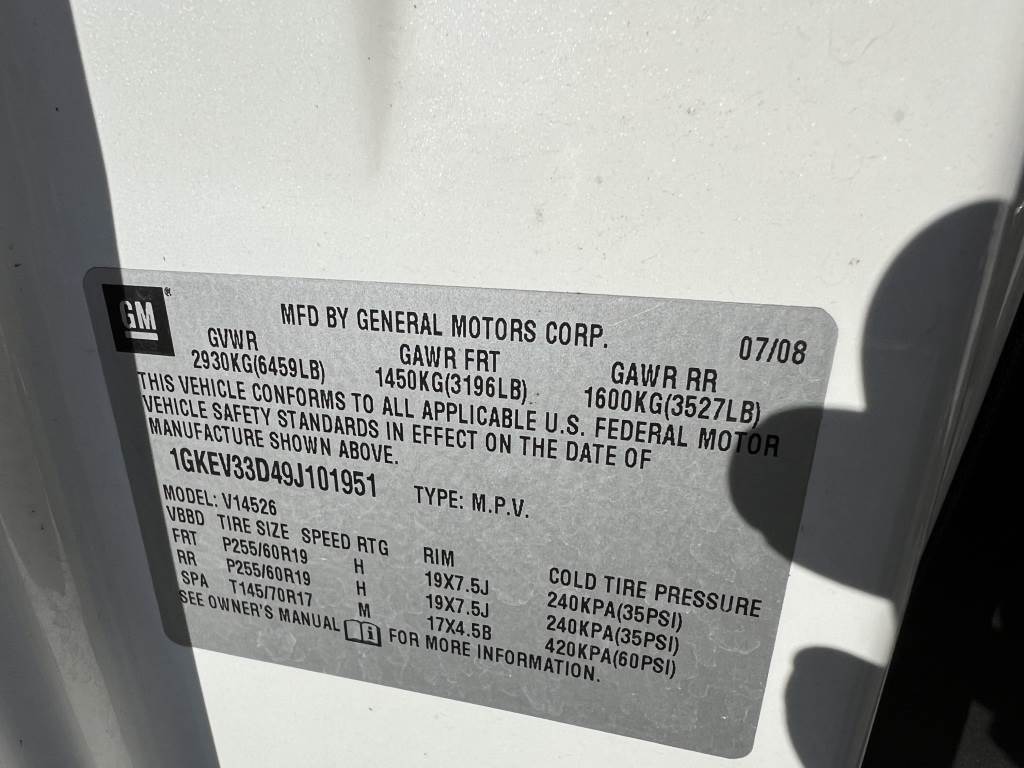 GM®
MFD BY GENERAL MOTORS CORP.
07/08
GVWR GAWR FRT GAWR RR
2930KG(6459LB) 1450KG(3196LB) 1600KG(3527LB)
THIS VEHICLE CONFORMS TO ALL APPLICABLE U.S. FEDERAL MOTOR
VEHICLE SAFETY STANDARDS IN EFFECT ON THE DATE OF
MANUFACTURE SHOWN ABOVE.
1GKEV33D49J101951 TYPE: M.P.V.
MODEL: V14526
VBBD TIRE SIZE SPEED RTG RIM COLD TIRE PRESSURE
FRT P255/60R19 H 19X7.5J 240KPA(35PSI)
RR P255/60R19 H 19X7.5J 240KPA(35PSI)
SPA T145/70R17 M 17X4.5B 420KPA(60PSI)
SEE OWNER'S MANUAL FOR MORE INFORMATION.